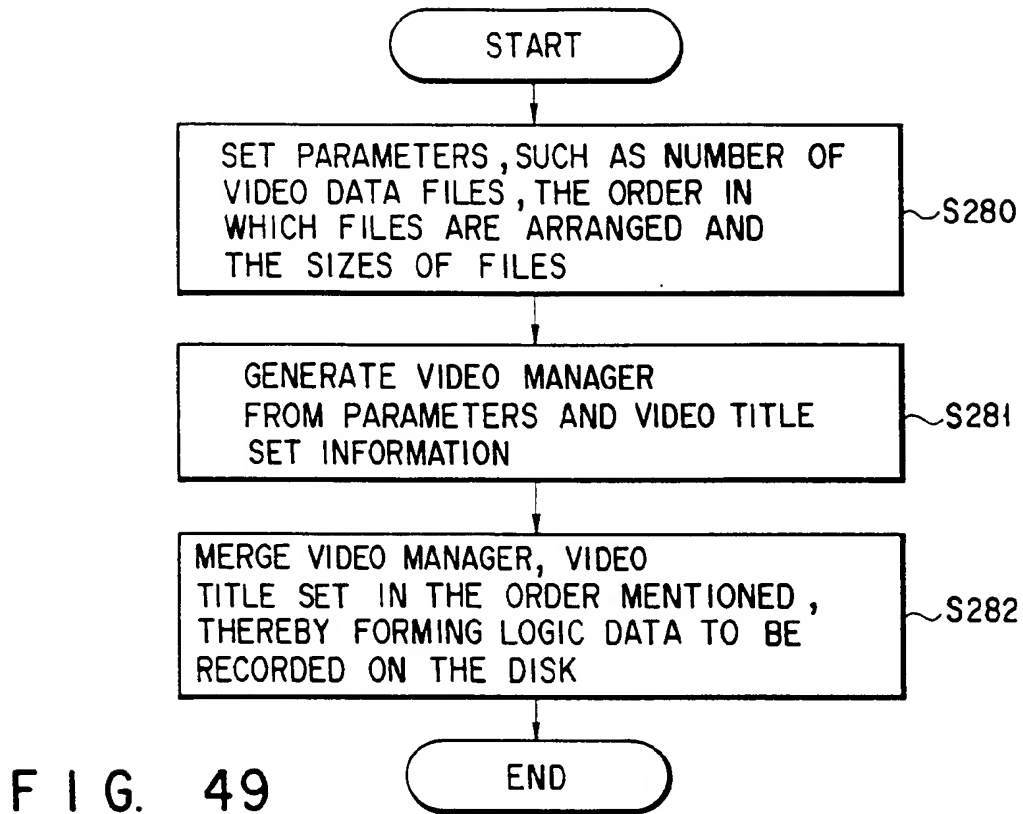 START
SET PARAMETERS, SUCH AS NUMBER OF
VIDEO DATA FILES, THE ORDER IN
WHICH FILES ARE ARRANGED AND
THE SIZES OF FILES
S280
GENERATE VIDEO MANAGER
FROM PARAMETERS AND VIDEO TITLE
SET INFORMATION
S281
MERGE VIDEO MANAGER, VIDEO
TITLE SET IN THE ORDER MENTIONED,
THEREBY FORMING LOGIC DATA TO BE
RECORDED ON THE DISK
S282
END
FIG. 49